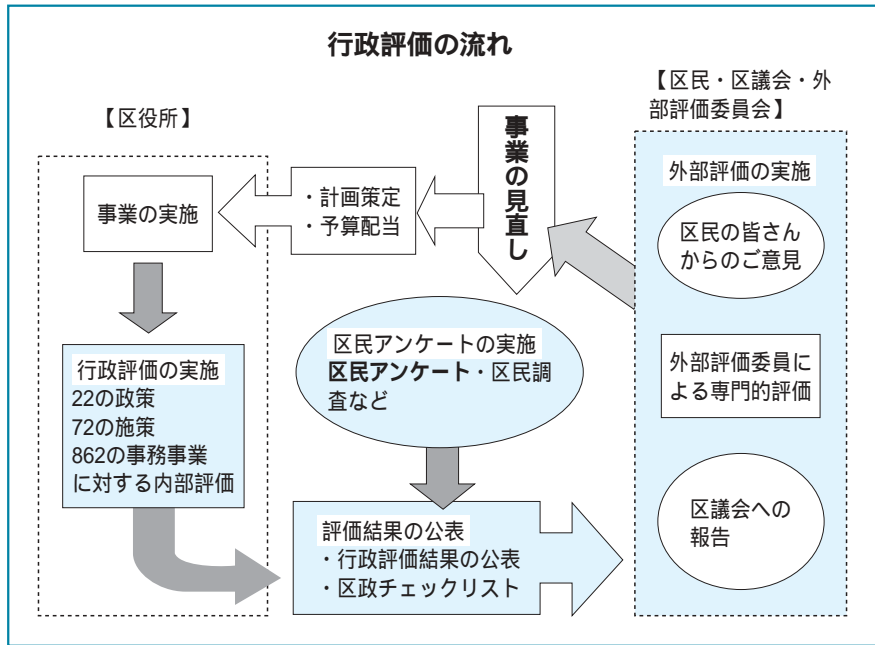 行政評価の流れ
【区役所】
事業の実施
・計画策定
・予算配当
事業の見直し
【区民・区議会・外
部評価委員会】
外部評価の実施
区民の皆さん
からのご意見
外部評価委員に
よる専門的評価
区議会への
報告
行政評価の実施
22の政策
72の施策
862の事務事業
に対する内部評価
区民アンケートの実施
区民アンケート・区民調
査など
評価結果の公表
・行政評価結果の公表
・区政チェックリスト